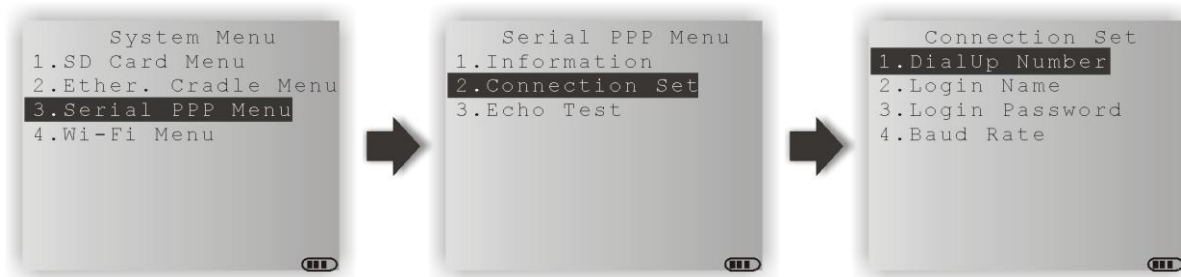 System Menu
1.SD Card Menu
2.Ether. Cradle Menu
3.Serial PPP Menu
4.Wi-Fi Menu
Serial PPP Menu
1.Information
2.Connection Set
3.Echo Test
Connection Set
1.DialUp Number
2.Login Name
3.Login Password
4.Baud Rate